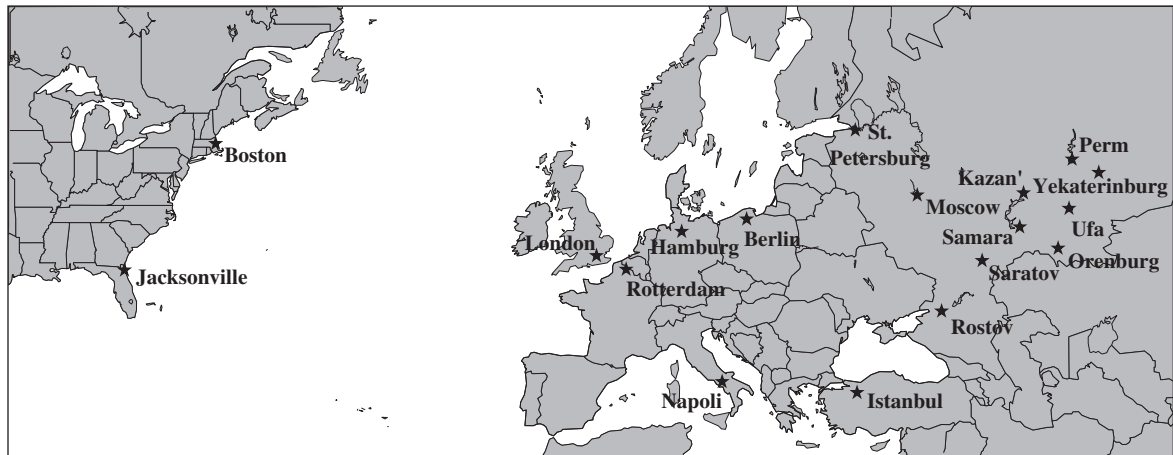 St.
Petersburg
Perm
Boston
Kazan'
Yekaterinburg
Moscow
Ufa
London
Hamburg
Berlin
Samara
Orenburg
Saratov
Jacksonville
Rotterdam
Rostov
Napoli
Istanbul